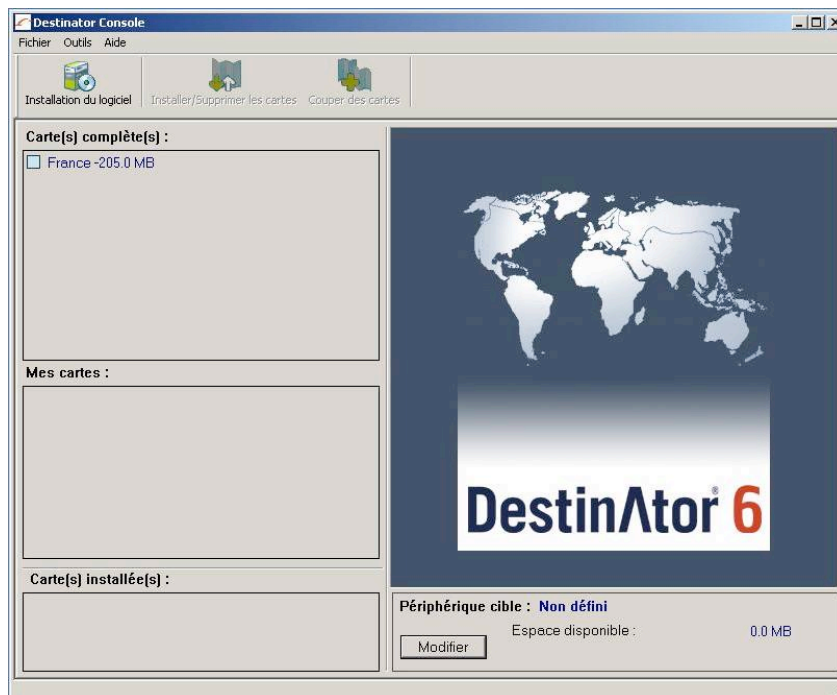 Destinator Console
Fichier Outils Aide
Installation du logiciel Installer/Supprimer les cartes Couper des cartes
Carte(s) complète(s) :
France -205.0 MB
Mes cartes :
Carte(s) installée(s) :
DestinAtor® 6
Périphérique cible : Non défini
Espace disponible : 0.0 MB
Modifier